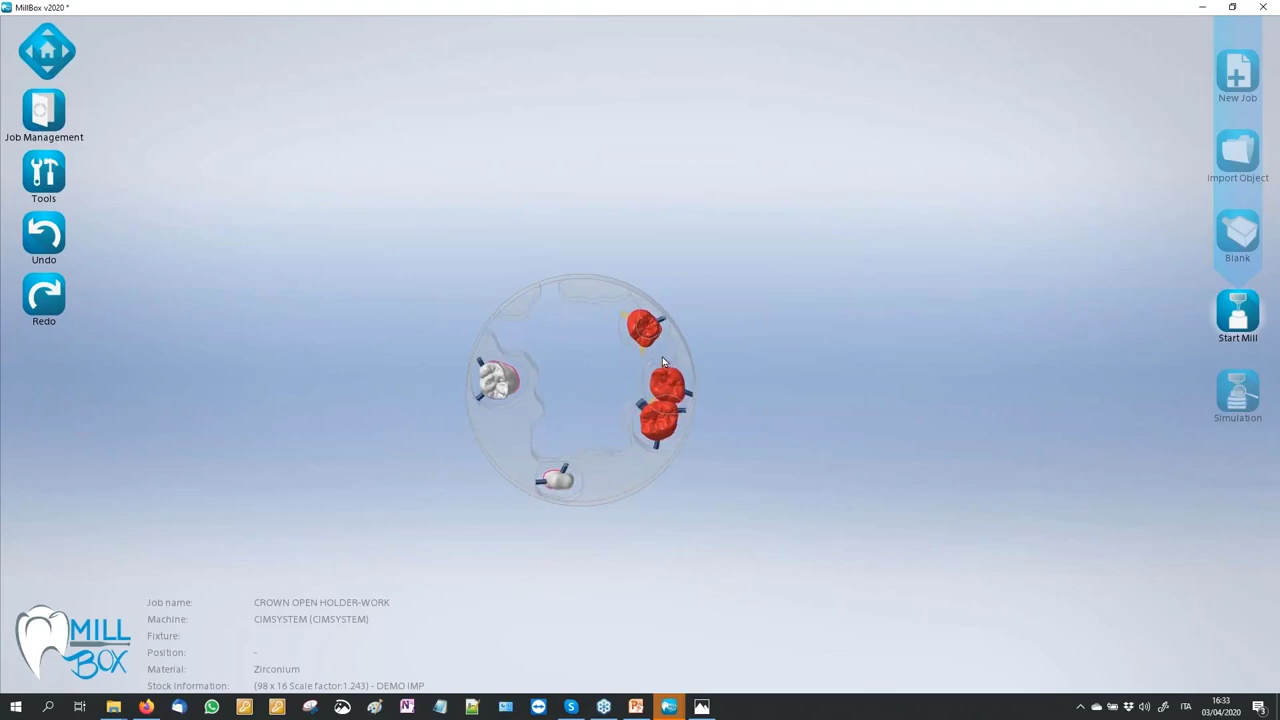 MillBox v2020 *
Job Management
Tools
Undo
Redo
New Job
Import Object
Blank
Start Mill
Simulation
MILL
BOX
Job name: CROWN OPEN HOLDER-WORK
Machine: CIMSYSTEM (CIMSYSTEM)
Fixture:
Position: -
Material: Zirconium
Stock information: (98 x 16 Scale factor:1.243) - DEMO IMP
ITA
16:33
03/04/2020